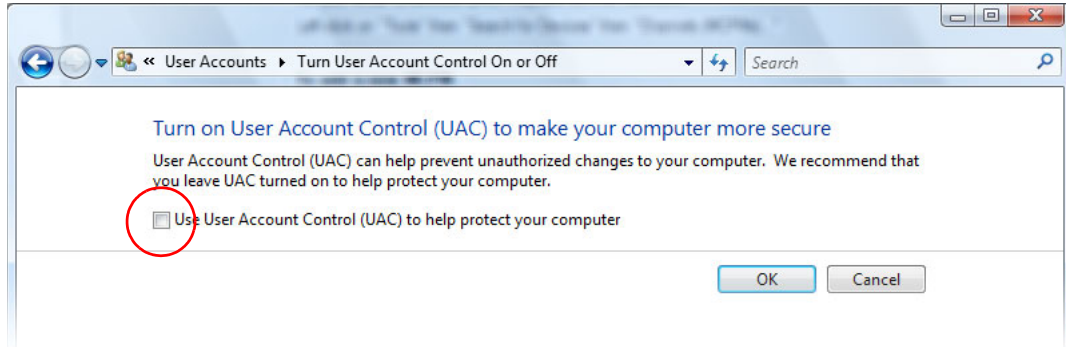 « User Accounts ▸ Turn User Account Control On or Off
Search
Turn on User Account Control (UAC) to make your computer more secure
User Account Control (UAC) can help prevent unauthorized changes to your computer. We recommend that
you leave UAC turned on to help protect your computer.
Use User Account Control (UAC) to help protect your computer
OK Cancel